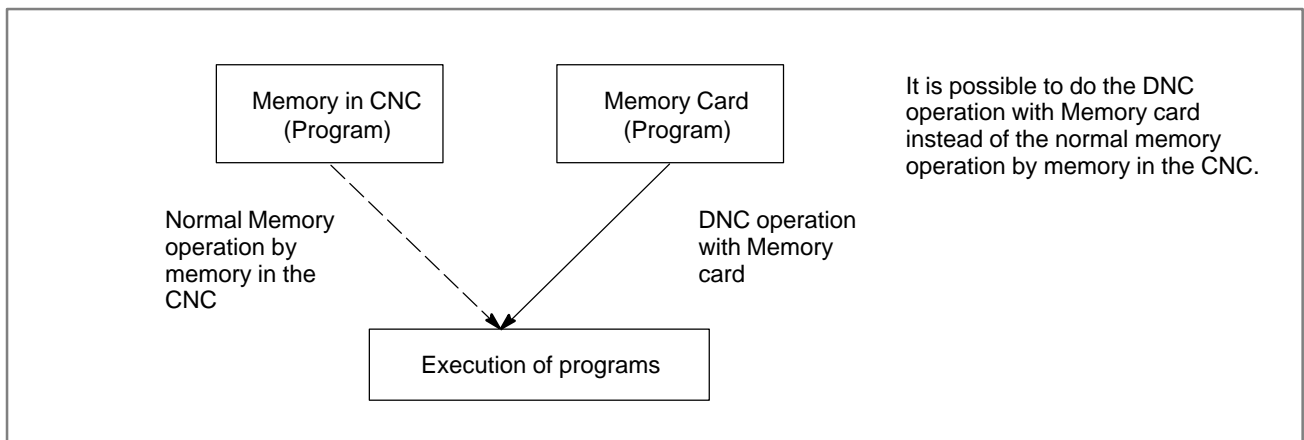 Memory in CNC
(Program)
Memory Card
(Program)
It is possible to do the DNC
operation with Memory card
instead of the normal memory
operation by memory in the CNC.
Normal Memory
operation by
memory in the
CNC
DNC operation
with Memory
card
Execution of programs